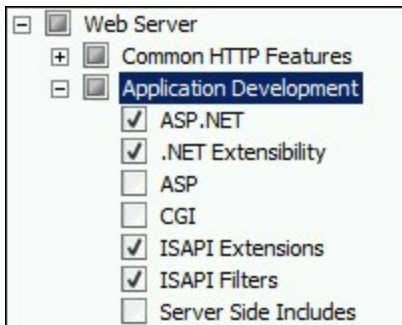 Web Server
Common HTTP Features
Application Development
ASP.NET
.NET Extensibility
ASP
CGI
ISAPI Extensions
ISAPI Filters
Server Side Includes